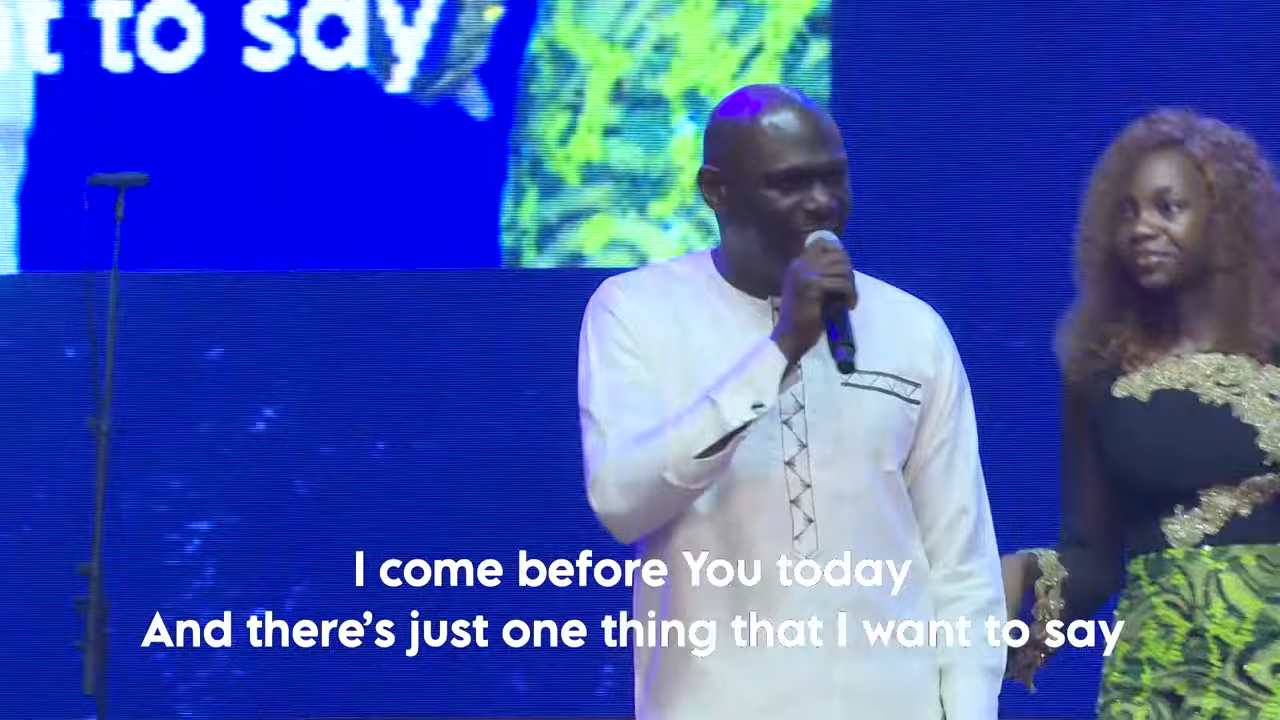 t to say
I come before You today
And there's just one thing that I want to say